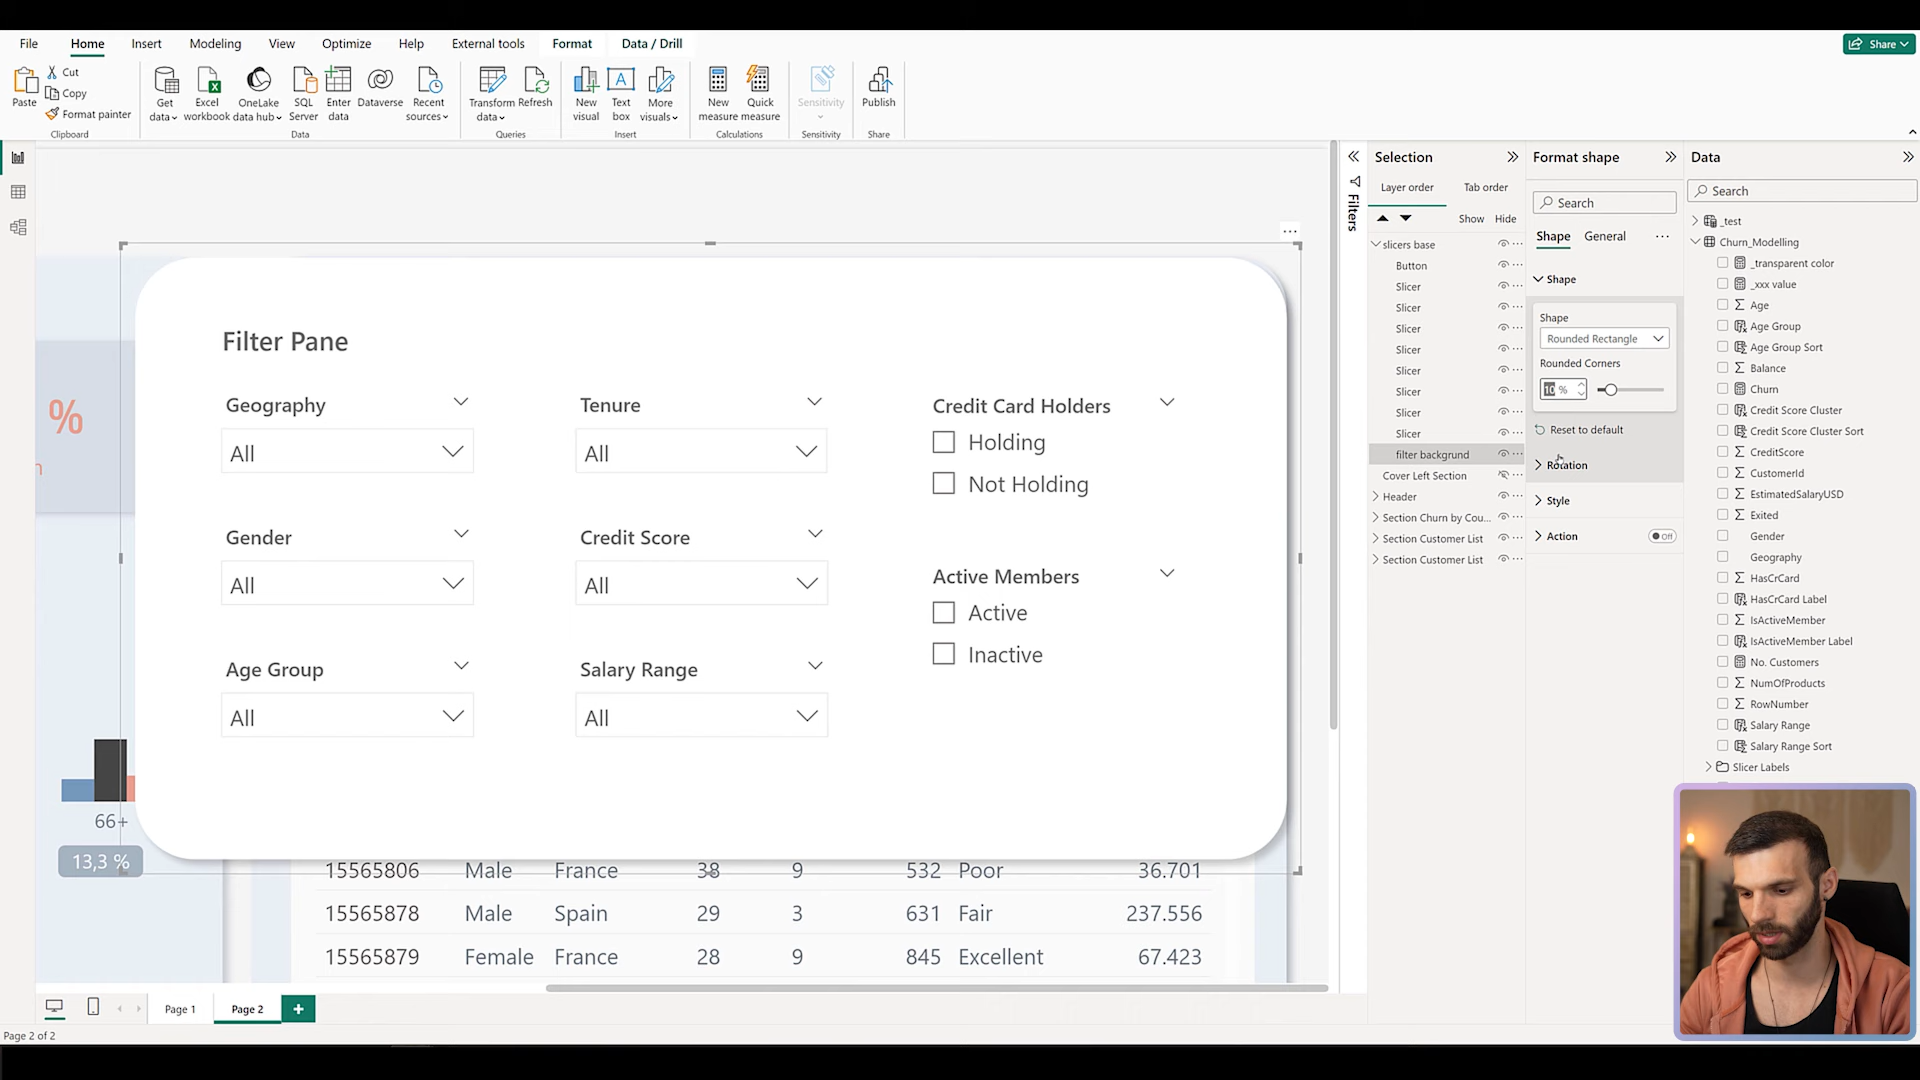 File Home Insert Modeling View Optimize Help External tools Format Data / Drill
Share
Paste
Cut
Copy
Format painter
Clipboard
Get data
Excel workbook
OneLake data hub
SQL Server
Enter data
Dataverse
Recent sources
Data
Transform data
Refresh
Queries
New visual
Text box
More visuals
Insert
New measure
Quick measure
Calculations
Sensitivity
Sensitivity
Publish
Share
%
66+
13,3 %
Filter Pane
Geography
All
Gender
All
Age Group
All
Tenure
All
Credit Score
All
Salary Range
All
Credit Card Holders
Holding
Not Holding
Active Members
Active
Inactive
15565806 Male France 38 9 532 Poor 36.701
15565878 Male Spain 29 3 631 Fair 237.556
15565879 Female France 28 9 845 Excellent 67.423
Page 1
Page 2
Page 2 of 2
Filters
Selection
Layer order Tab order
Show Hide
slicers base
Button
Slicer
Slicer
Slicer
Slicer
Slicer
Slicer
Slicer
Slicer
filter backgrund
Cover Left Section
Header
Section Churn by Cou...
Section Customer List
Section Customer List
Format shape
Search
Shape General
Shape
Shape
Rounded Rectangle
Rounded Corners
10 %
Reset to default
Rotation
Style
Action
Off
Data
Search
_test
Churn_Modelling
_transparent color
_xxx value
Age
Age Group
Age Group Sort
Balance
Churn
Credit Score Cluster
Credit Score Cluster Sort
CreditScore
CustomerId
EstimatedSalaryUSD
Exited
Gender
Geography
HasCrCard
HasCrCard Label
IsActiveMember
IsActiveMember Label
No. Customers
NumOfProducts
RowNumber
Salary Range
Salary Range Sort
Slicer Labels